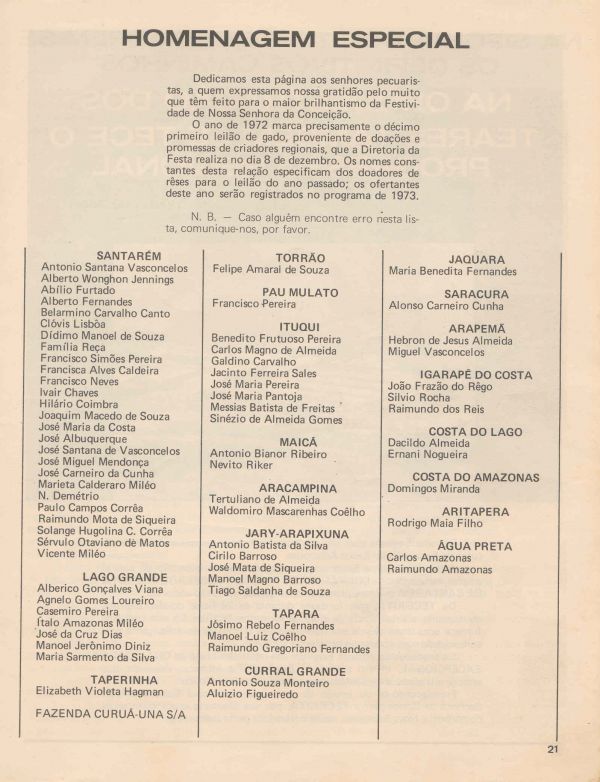 HOMENAGEM ESPECIAL
Dedicamos esta página aos senhores pecuaris-
tas, a quem expressamos nossa gratidão pelo muito
que têm feito para o maior brilhantismo da Festivi-
dade de Nossa Senhora da Conceição.
O ano de 1972 marca precisamente o décimo
primeiro leilão de gado, proveniente de doações e
promessas de criadores regionais, que a Diretoria da
Festa realiza no dia 8 de dezembro. Os nomes cons-
tantes desta relação especificam dos doadores de
rêses para o leilão do ano passado; os ofertantes
deste ano serão registrados no programa de 1973.
N. B. — Caso alguêm encontre erro nesta lis-
ta, comunique-nos, por favor.
SANTARÉM
Antonio Santana Vasconcelos
Alberto Wonghon Jennings
Abílio Furtado
Alberto Fernandes
Belarmino Carvalho Canto
Clóvis Lisbôa
Dídimo Manoel de Souza
Família Reça
Francisco Simões Pereira
Francisca Alves Caldeira
Francisco Neves
Ivair Chaves
Hilário Coimbra
Joaquim Macedo de Souza
José Maria da Costa
José Albuquerque
José Santana de Vasconcelos
José Miguel Mendonça
José Carneiro da Cunha
Marieta Calderaro Miléo
N. Demétrio
Paulo Campos Corrêa
Raimundo Mota de Siqueira
Solange Hugolina C. Corrêa
Sérvulo Otaviano de Matos
Vicente Miléo
LAGO GRANDE
Alberico Gonçalves Viana
Agnelo Gomes Loureiro
Casemiro Pereira
Ítalo Amazonas Miléo
José da Cruz Dias
Manoel Jerônimo Diniz
Maria Sarmento da Silva
TAPERINHA
Elizabeth Violeta Hagman
FAZENDA CURUÁ-UNA S/A
TORRÃO
Felipe Amaral de Souza
PAU MULATO
Francisco Pereira
ITUQUI
Benedito Frutuoso Pereira
Carlos Magno de Almeida
Galdino Carvalho
Jacinto Ferreira Sales
José Maria Pereira
José Maria Pantoja
Messias Batista de Freitas
Sinézio de Almeida Gomes
MAICÁ
Antonio Bianor Ribeiro
Nevito Riker
ARACAMPINA
Tertuliano de Almeida
Waldomiro Mascarenhas Coêlho
JARY-ARAPIXUNA
Antonio Batista da Silva
Cirilo Barroso
José Mata de Siqueira
Manoel Magno Barroso
Tiago Saldanha de Souza
TAPARA
Jósimo Rebelo Fernandes
Manoel Luiz Coêlho
Raimundo Gregoriano Fernandes
CURRAL GRANDE
Antonio Souza Monteiro
Aluizio Figueiredo
JAQUARA
Maria Benedita Fernandes
SARACURA
Alonso Carneiro Cunha
ARAPEMÃ
Hebron de Jesus Almeida
Miguel Vasconcelos
IGARAPÉ DO COSTA
João Frazão do Rêgo
Silvio Rocha
Raimundo dos Reis
COSTA DO LAGO
Dacildo Almeida
Ernani Nogueira
COSTA DO AMAZONAS
Domingos Miranda
ARITAPERA
Rodrigo Maia Filho
ÁGUA PRETA
Carlos Amazonas
Raimundo Amazonas
21